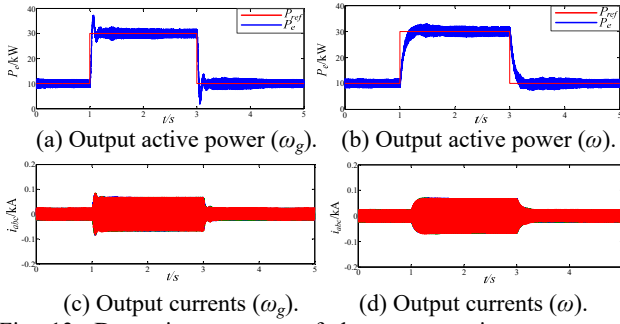 40
30
20
10
0
P_e/kW
P_ref
P_e
0 1 2 3 4 5
t/s
(a) Output active power (ω_g).
40
30
20
10
0
P_e/kW
P_ref
P_e
0 1 2 3 4 5
t/s
(b) Output active power (ω).
0.2
0.1
0
-0.1
-0.2
i_abc/kA
0 1 2 3 4 5
t/s
(c) Output currents (ω_g).
0.2
0.1
0
-0.1
-0.2
i_abc/kA
0 1 2 3 4
t/s
(d) Output currents (ω).